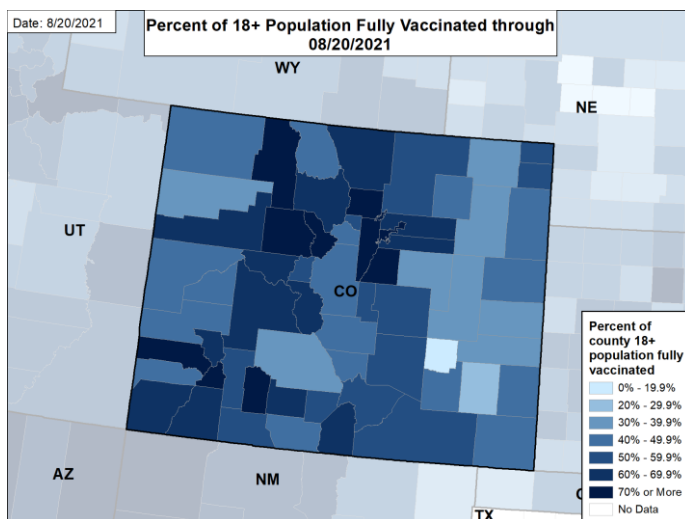 Date: 8/20/2021
Percent of 18+ Population Fully Vaccinated through
08/20/2021
WY
NE
UT
CO
AZ
NM
TX
Percent of
county 18+
population fully
vaccinated
0% - 19.9%
20% - 29.9%
30% - 39.9%
40% - 49.9%
50% - 59.9%
60% - 69.9%
70% or More
No Data